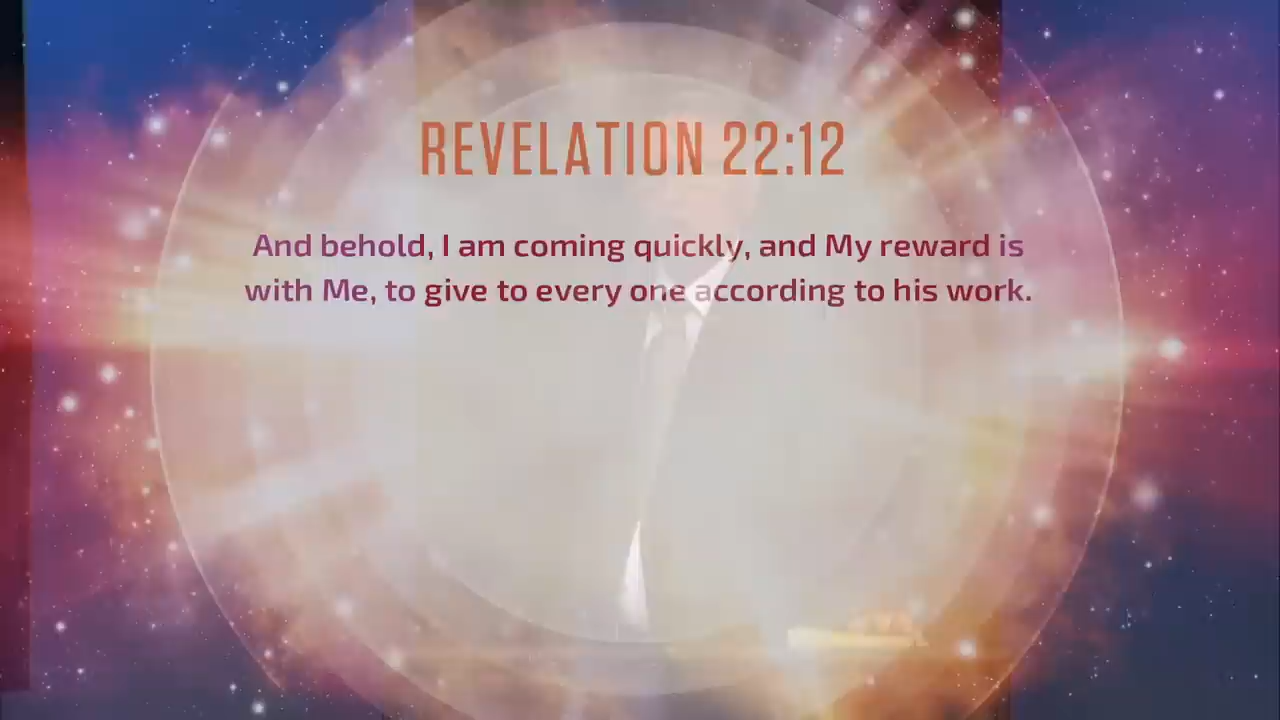 REVELATION 22:12
And behold, I am coming quickly, and My reward is
with Me, to give to every one according to his work.